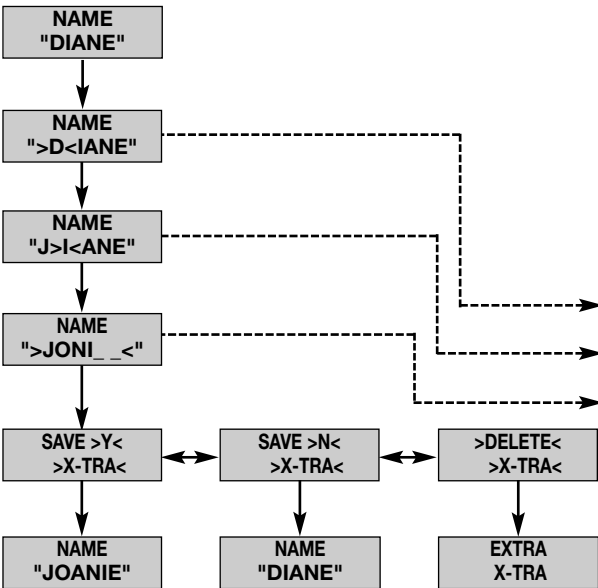 NAME
"DIANE"
NAME
">D<IANE"
NAME
"J>I<ANE"
NAME
">JONI_ _<"
SAVE >Y<
>X-TRA<
SAVE >N<
>X-TRA<
>DELETE<
>X-TRA<
NAME
"JOANIE"
NAME
"DIANE"
EXTRA
X-TRA